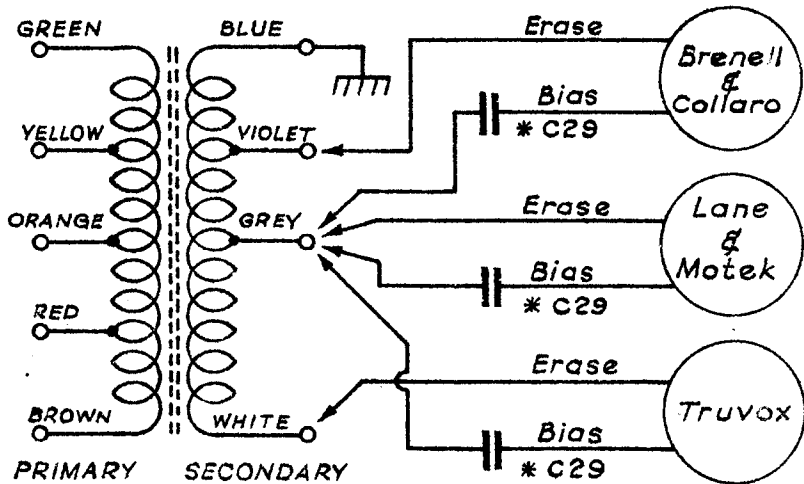 GREEN
BLUE
Erase
Brenell
&
Collaro
Bias
* C29
YELLOW
VIOLET
ORANGE
GREY
Erase
Lane
&
Motek
Bias
* C29
RED
Erase
Truvox
BROWN
WHITE
Bias
* C29
PRIMARY
SECONDARY